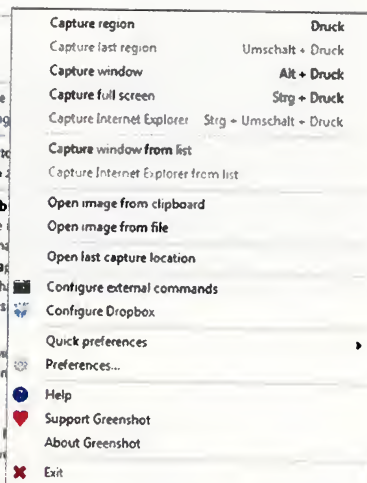 Capture region Druck
Capture last region Umschalt + Druck
Capture window Alt + Druck
Capture full screen Strg + Druck
Capture Internet Explorer Strg + Umschalt + Druck
Capture window from list
Capture Internet Explorer from list
Open image from clipboard
Open image from file
Open last capture location
Configure external commands
Configure Dropbox
Quick preferences
Preferences...
Help
Support Greenshot
About Greenshot
Exit